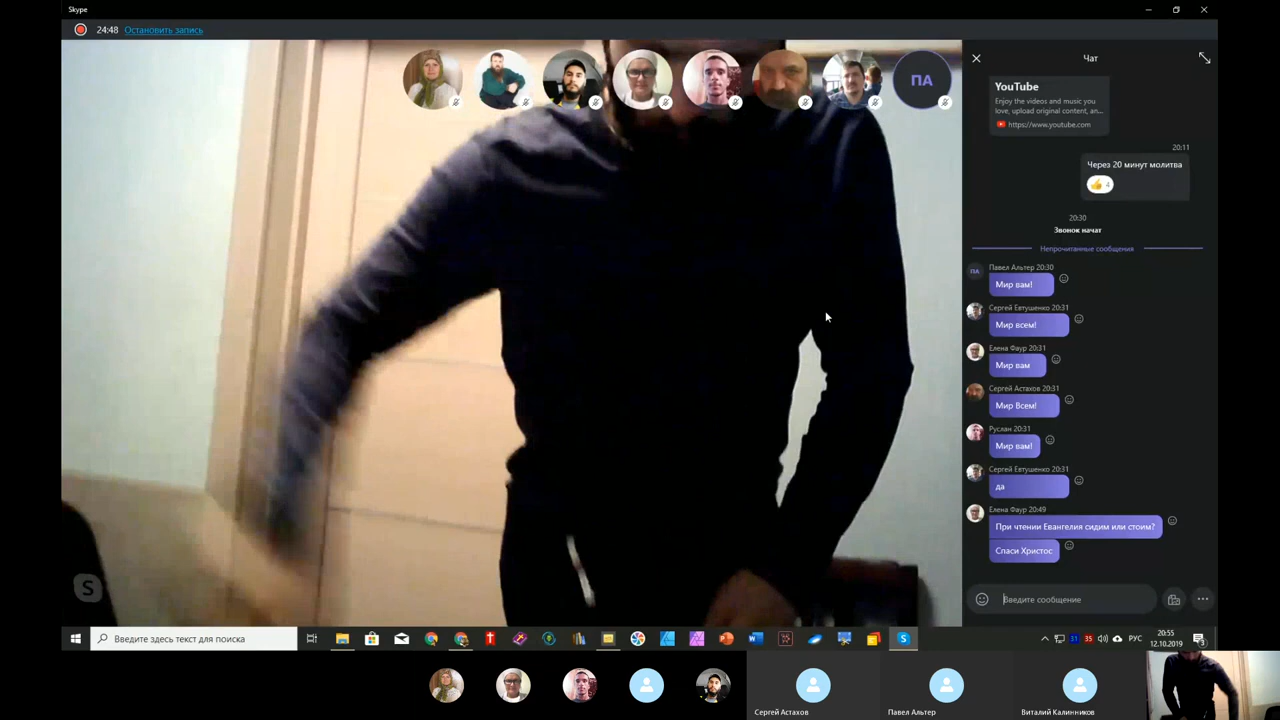 Skype
24:48 Остановить запись
ПА
Чат
YouTube
Enjoy the videos and music you
love, upload original content, an...
https://www.youtube.com
20:11
Через 20 минут молитва
4
20:30
Звонок начат
Непрочитанные сообщения
ПА
Павел Альтер 20:30
Мир вам!
Сергей Евтушенко 20:31
Мир всем!
Елена Фаур 20:31
Мир вам
Сергей Астахов 20:31
Мир Всем!
Руслан 20:31
Мир вам!
Сергей Евтушенко 20:31
да
Елена Фаур 20:49
При чтении Евангелия сидим или стоим?
Спаси Христос
Введите сообщение
Введите здесь текст для поиска
31
35
РУС
20:55
12.10.2019
Сергей Астахов
Павел Альтер
Виталий Калинников